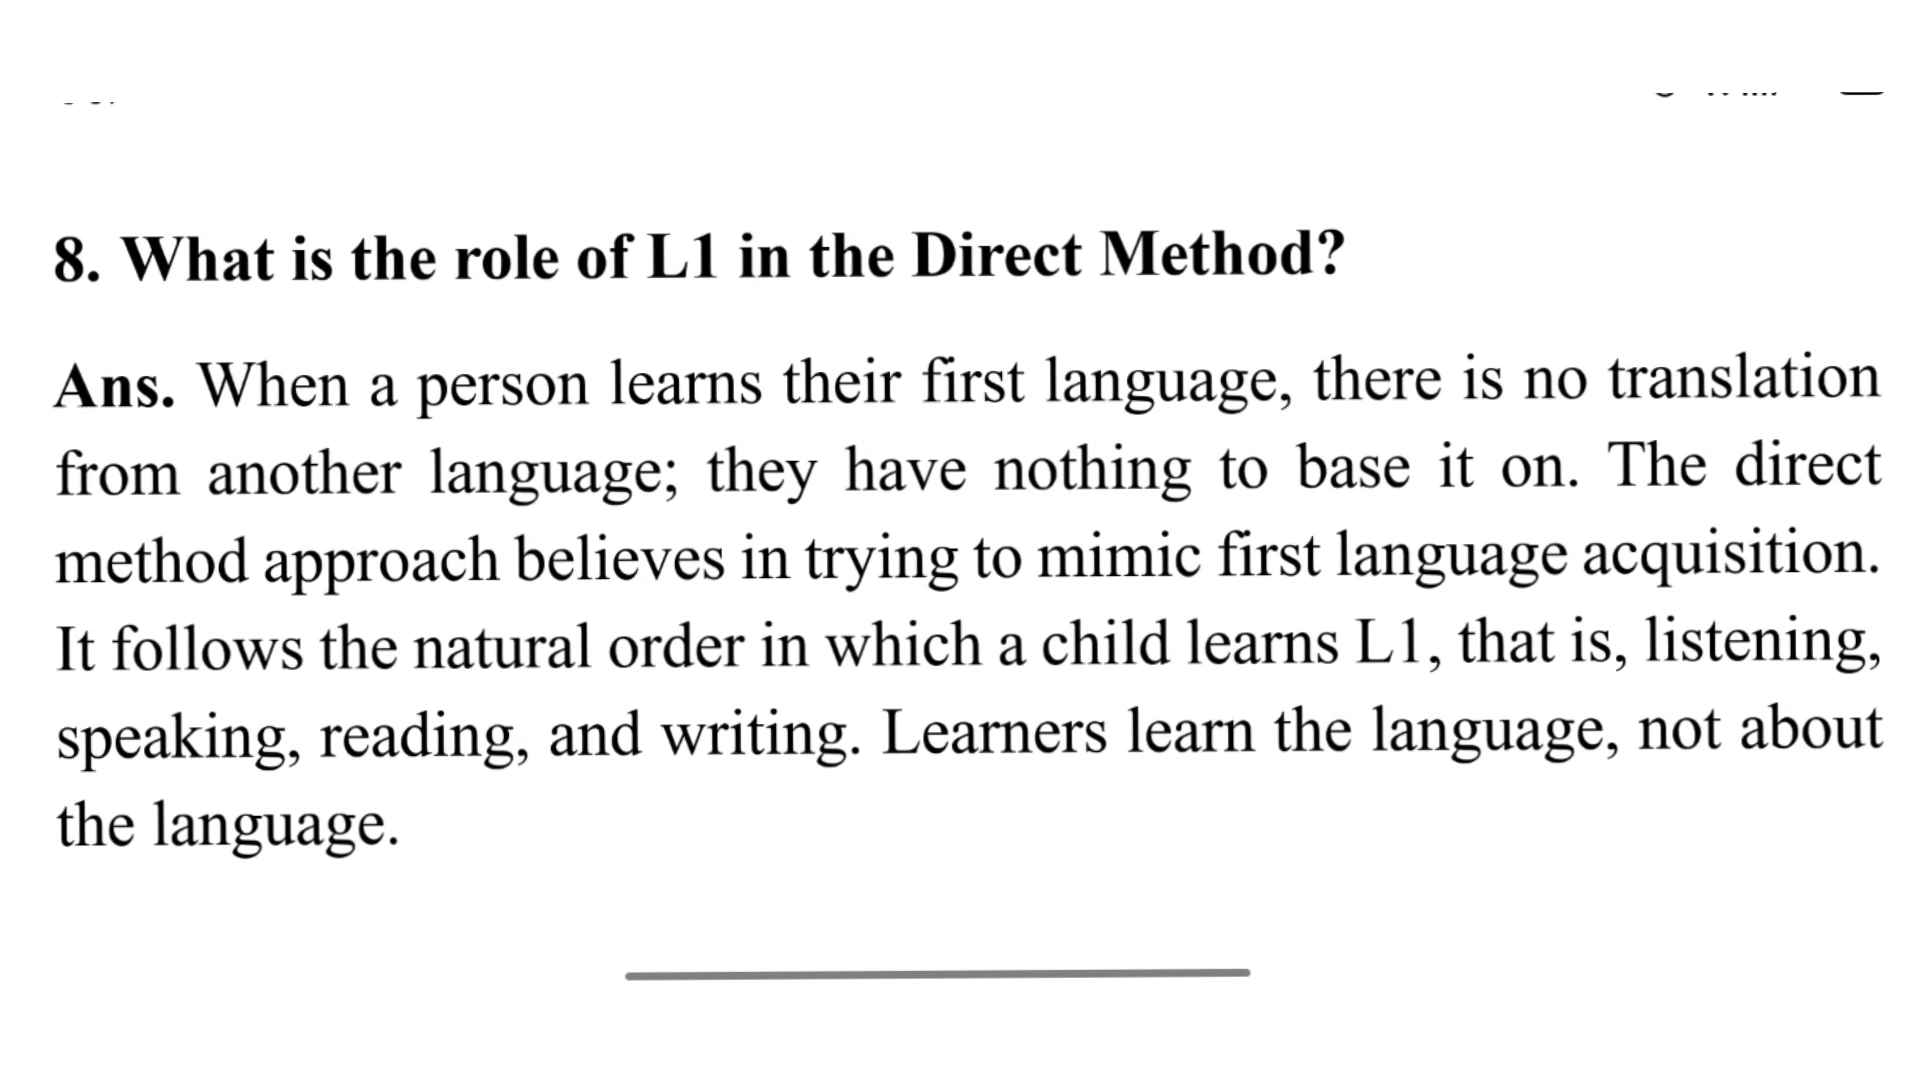 8. What is the role of L1 in the Direct Method?
Ans. When a person learns their first language, there is no translation
from another language; they have nothing to base it on. The direct
method approach believes in trying to mimic first language acquisition.
It follows the natural order in which a child learns L1, that is, listening,
speaking, reading, and writing. Learners learn the language, not about
the language.